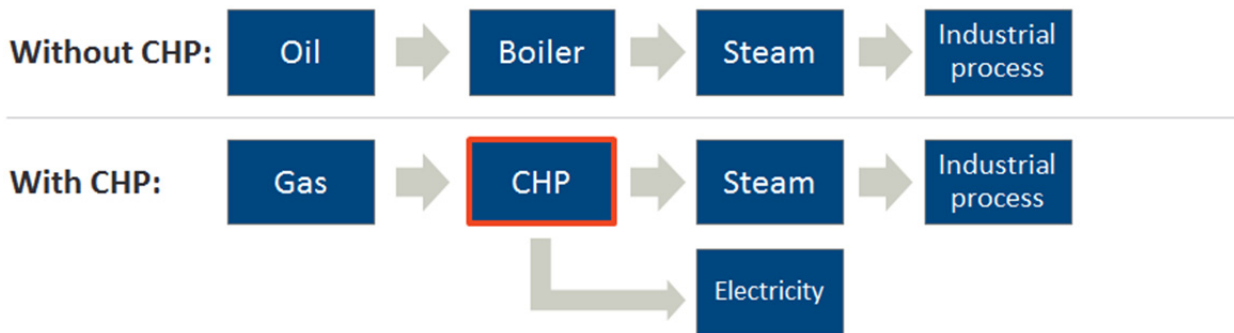 Without CHP:
Oil
Boiler
Steam
Industrial
process
With CHP:
Gas
CHP
Steam
Industrial
process
Electricity